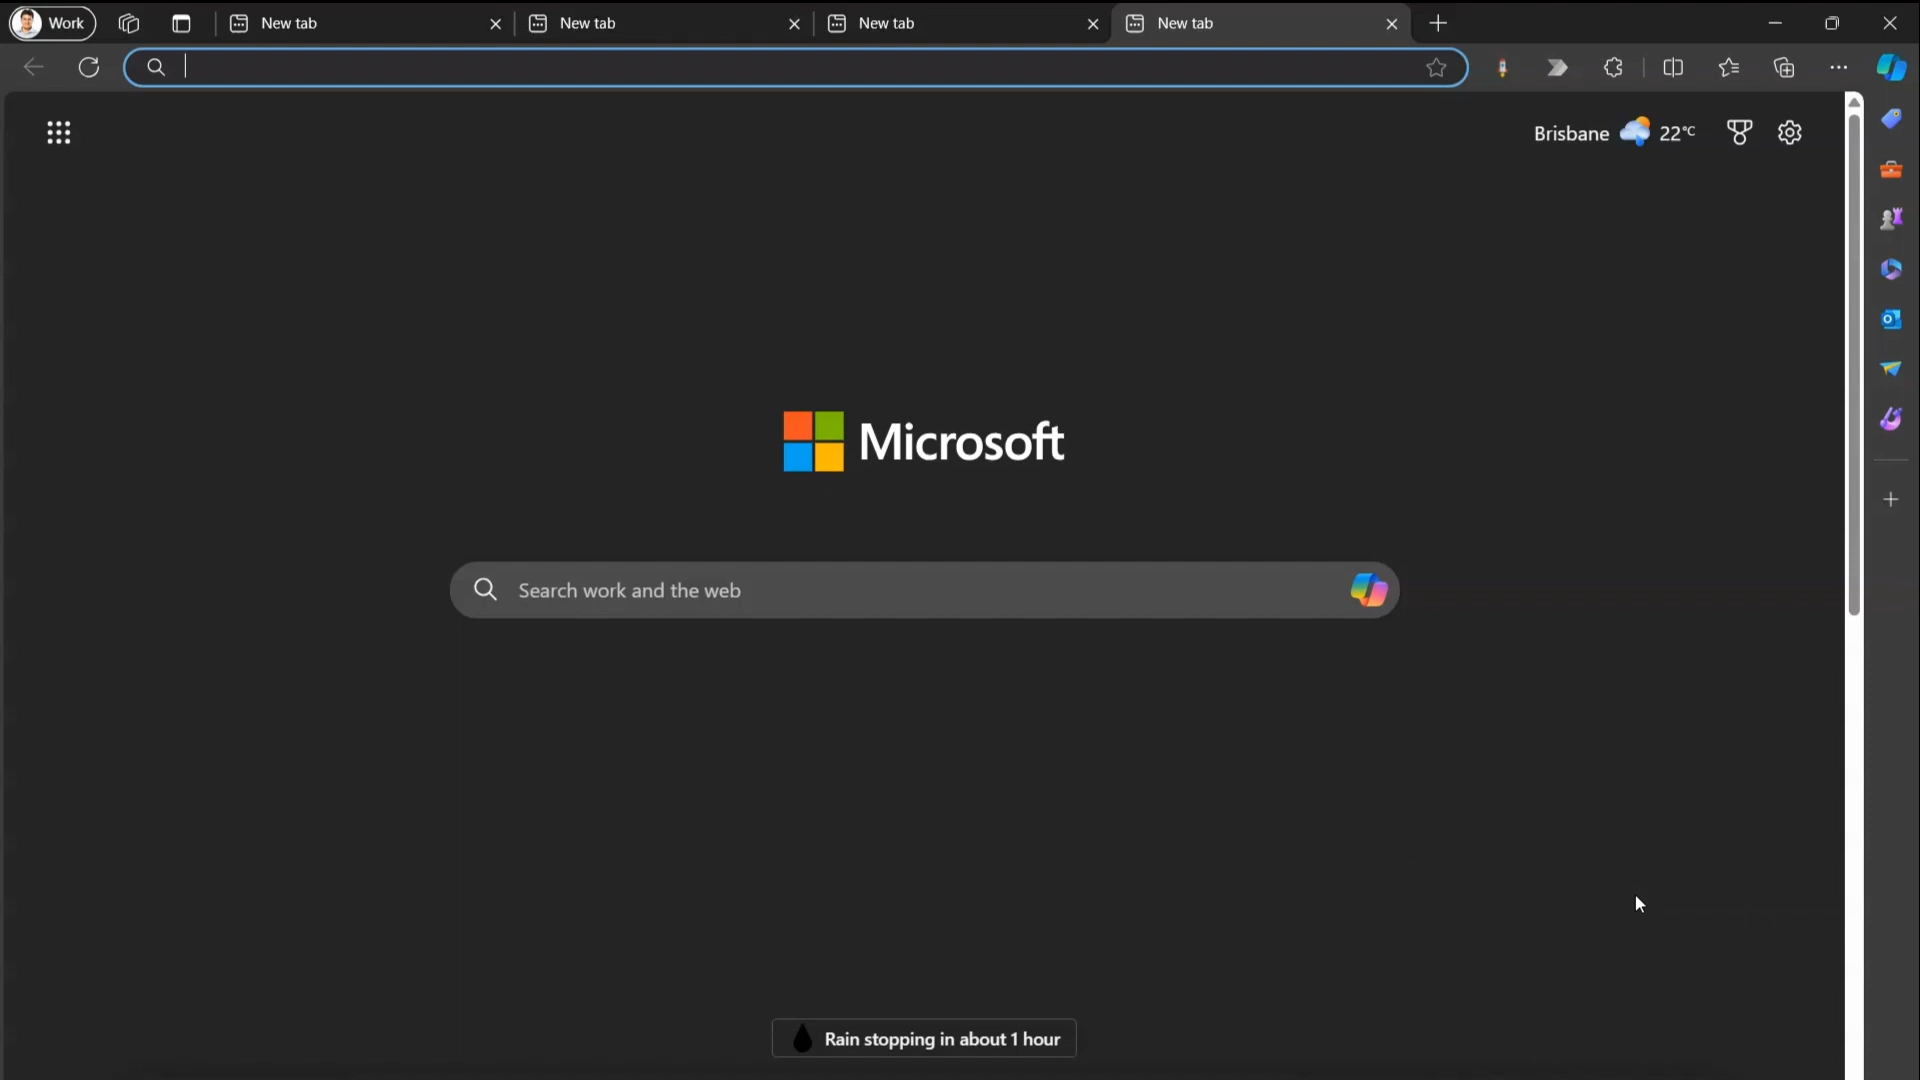 Work
New tab
New tab
New tab
New tab
Brisbane 22°C
Microsoft
Search work and the web
Rain stopping in about 1 hour